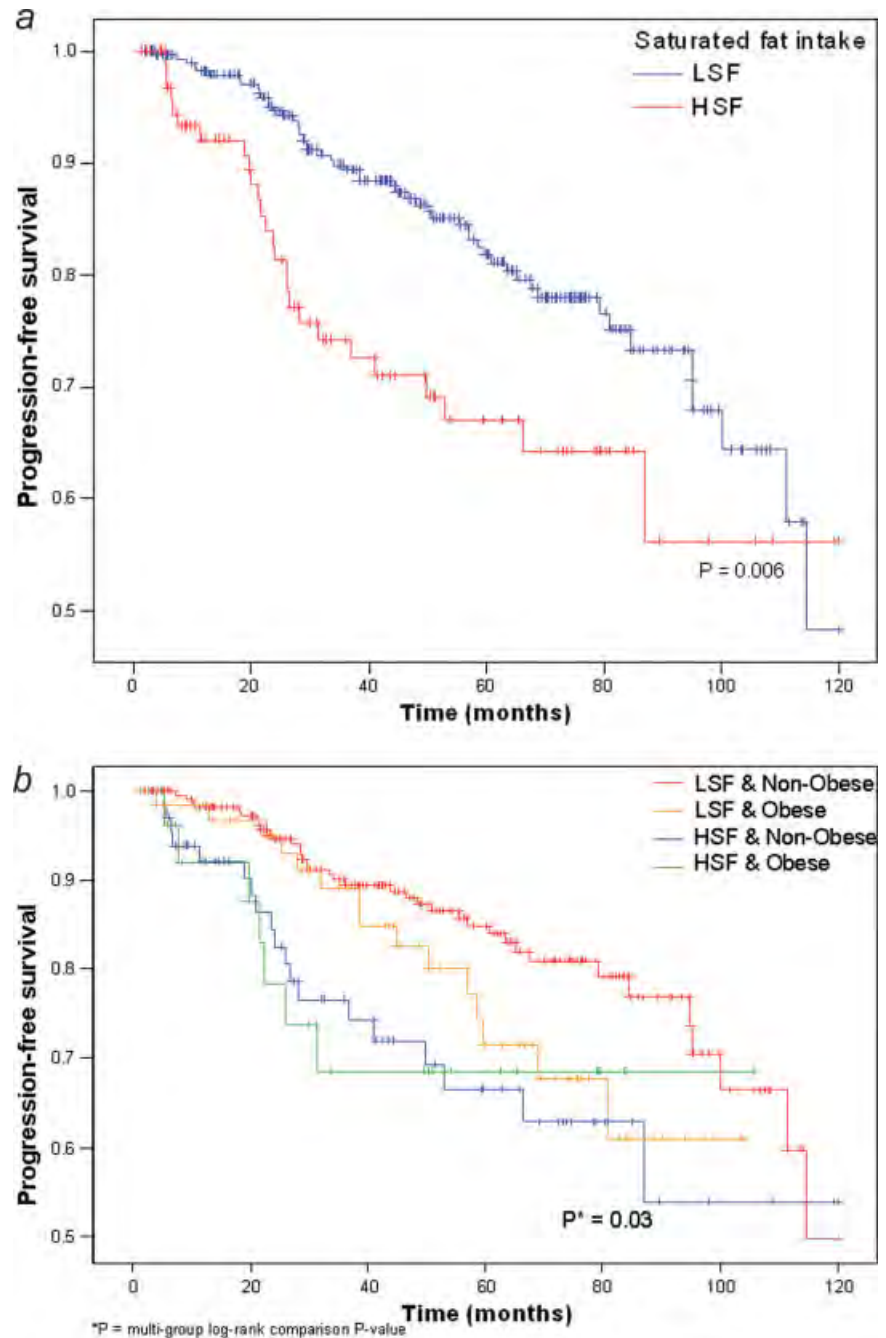 a
Saturated fat intake
LSF
HSF
Progression-free survival
1.0
0.9
0.8
0.7
0.6
0.5
P = 0.006
0 20 40 60 80 100 120
Time (months)
b
LSF & Non-Obese
LSF & Obese
HSF & Non-Obese
HSF & Obese
Progression-free survival
1.0
0.9
0.8
0.7
0.6
0.5
P* = 0.03
0 20 40 60 80 100 120
Time (months)
*P = multi-group log-rank comparison P-value